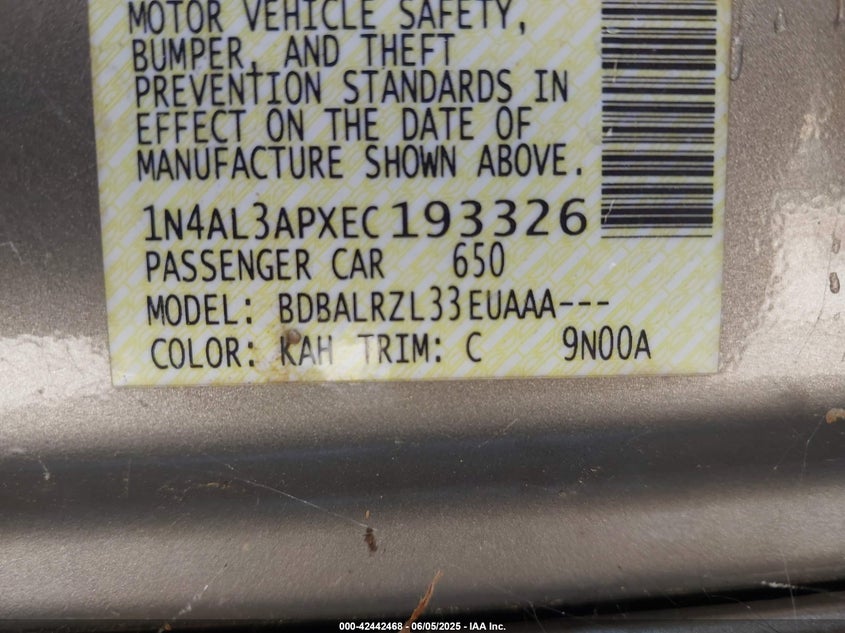 MOTOR VEHICLE SAFETY,
BUMPER, AND THEFT
PREVENTION STANDARDS IN
EFFECT ON THE DATE OF
MANUFACTURE SHOWN ABOVE.
1N4AL3APXEC193326
PASSENGER CAR 650
MODEL: BDBALRZL33EUAAA---
COLOR: KAH TRIM: C 9N00A
000-42442468 - 06/05/2025 - IAA Inc.